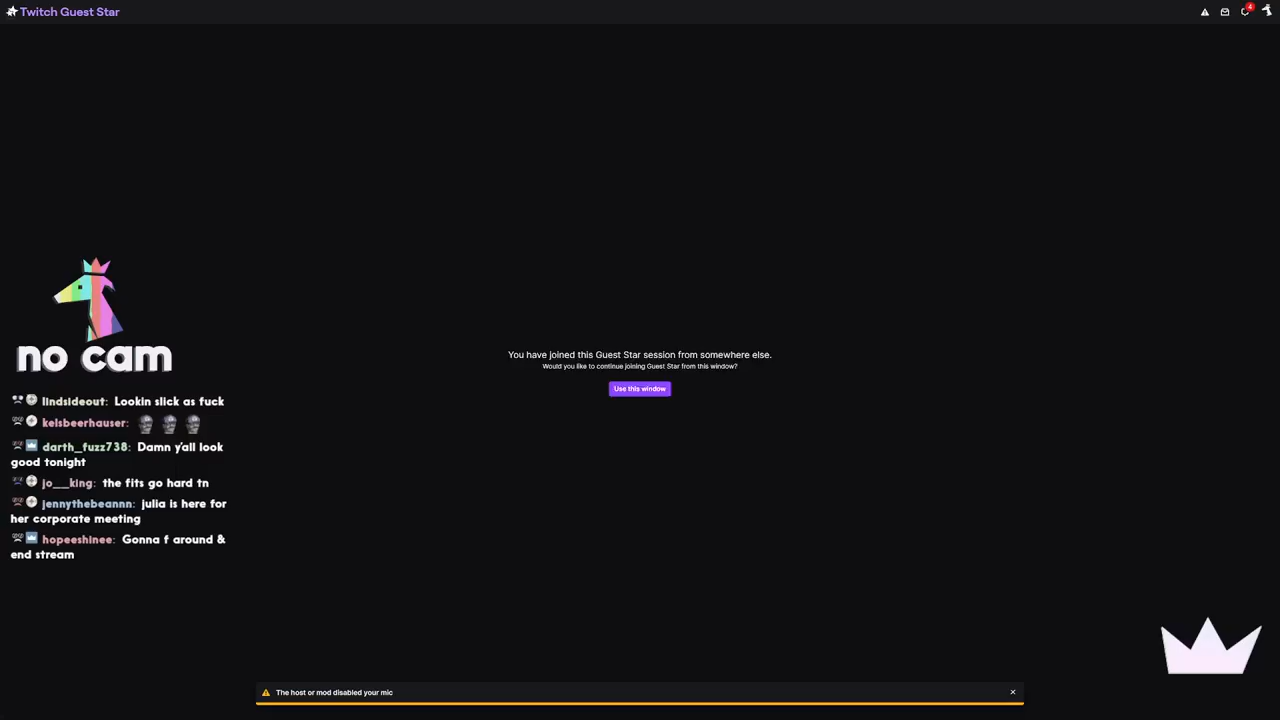 Twitch Guest Star
4
You have joined this Guest Star session from somewhere else.
Would you like to continue joining Guest Star from this window?
Use this window
no cam
lindsideout: Lookin slick as fuck
kelsbeerhauser:
darth_fuzz738: Damn y'all look
good tonight
jo__king: the fits go hard tn
jennythebeannn: julia is here for
her corporate meeting
hopeeshinee: Gonna f around &
end stream
The host or mod disabled your mic